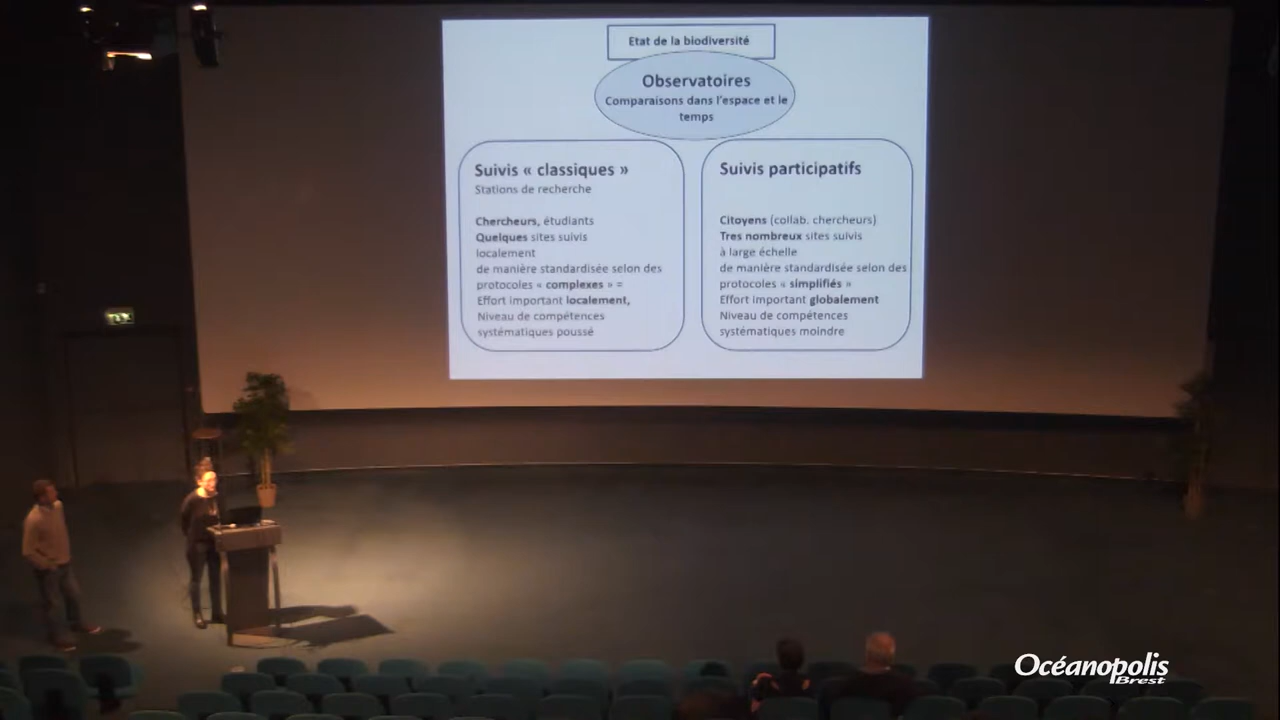 Etat de la biodiversité
Observatoires
Comparaisons dans l'espace et le
temps
Suivis « classiques »
Stations de recherche
Chercheurs, étudiants
Quelques sites suivis
localement
de manière standardisée selon des
protocoles « complexes » =
Effort important localement,
Niveau de compétences
systématiques poussé
Suivis participatifs
Citoyens (collab. chercheurs)
Tres nombreux sites suivis
à large échelle
de manière standardisée selon des
protocoles « simplifiés »
Effort important globalement
Niveau de compétences
systématiques moindre
Océanopolis
Brest